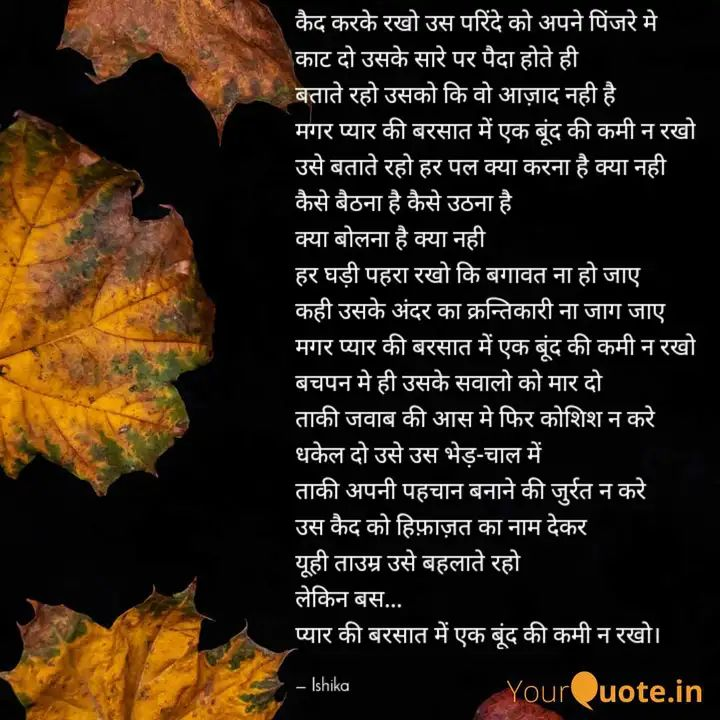 कैद करके रखो उस परिंदे को अपने पिंजरे मे
काट दो उसके सारे पर पैदा होते ही
बताते रहो उसको कि वो आज़ाद नही है
मगर प्यार की बरसात में एक बूंद की कमी न रखो
उसे बताते रहो हर पल क्या करना है क्या नही
कैसे बैठना है कैसे उठना है
क्या बोलना है क्या नही
हर घड़ी पहरा रखो कि बगावत ना हो जाए
कही उसके अंदर का क्रन्तिकारी ना जाग जाए
मगर प्यार की बरसात में एक बूंद की कमी न रखो
बचपन मे ही उसके सवालो को मार दो
ताकी जवाब की आस मे फिर कोशिश न करे
धकेल दो उसे उस भेड़-चाल में
ताकी अपनी पहचान बनाने की जुर्रत न करे
उस कैद को हिफ़ाज़त का नाम देकर
यूही ताउम्र उसे बहलाते रहो
लेकिन बस...
प्यार की बरसात में एक बूंद की कमी न रखो।
– Ishika
YourQuote.in